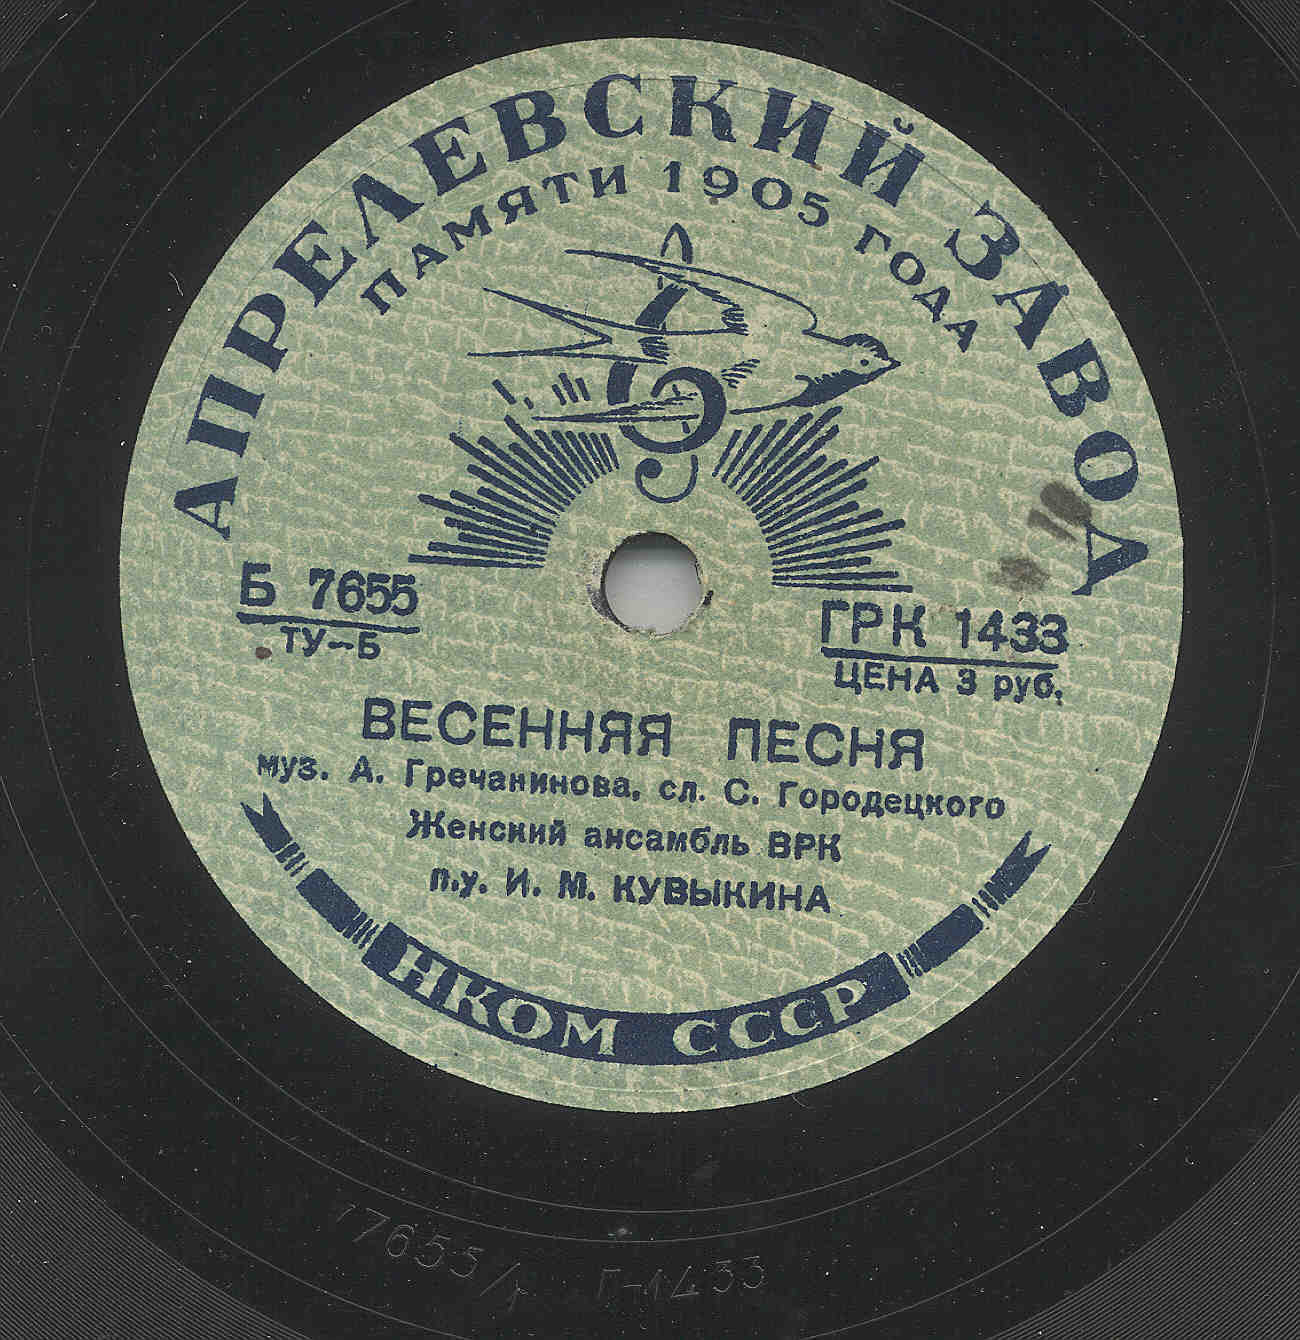 АПРЕЛЕВСКИЙ ЗАВОД
ПАМЯТИ 1905 ГОДА
Б 7655
ТУ-Б
ГРК 1433
ЦЕНА 3 руб.
ВЕСЕННЯЯ ПЕСНЯ
муз. А. Гречанинова, сл. С. Городецкого
Женский ансамбль ВРК
п.у. И. М. КУВЫКИНА
НКОМ СССР
7655/
Г-1433